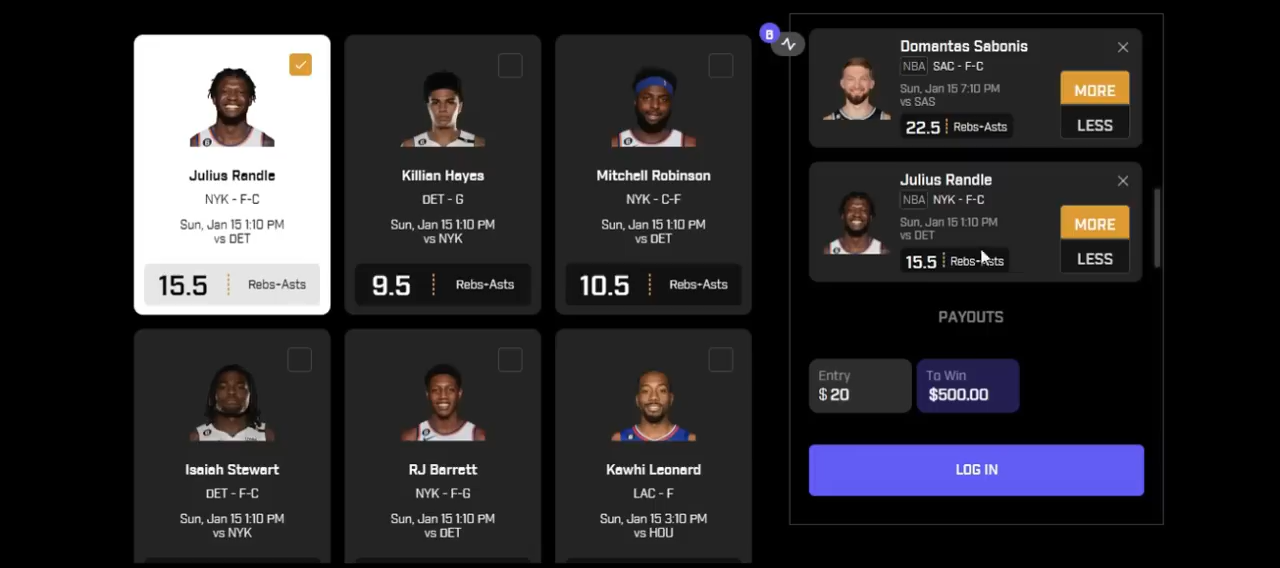 Julius Randle
NYK - F-C
Sun, Jan 15 1:10 PM
vs DET
15.5 Rebs+Asts
Killian Hayes
DET - G
Sun, Jan 15 1:10 PM
vs NYK
9.5 Rebs+Asts
Mitchell Robinson
NYK - C-F
Sun, Jan 15 1:10 PM
vs DET
10.5 Rebs+Asts
Isaiah Stewart
DET - F-C
Sun, Jan 15 1:10 PM
vs NYK
RJ Barrett
NYK - F-G
Sun, Jan 15 1:10 PM
vs DET
Kawhi Leonard
LAC - F
Sun, Jan 15 3:10 PM
vs HOU
6
Domantas Sabonis
NBA SAC - F-C
Sun, Jan 15 7:10 PM
vs SAS
22.5 Rebs+Asts
MORE
LESS
Julius Randle
NBA NYK - F-C
Sun, Jan 15 1:10 PM
vs DET
15.5 Rebs+Asts
MORE
LESS
PAYOUTS
Entry
$ 20
To Win
$500.00
LOG IN